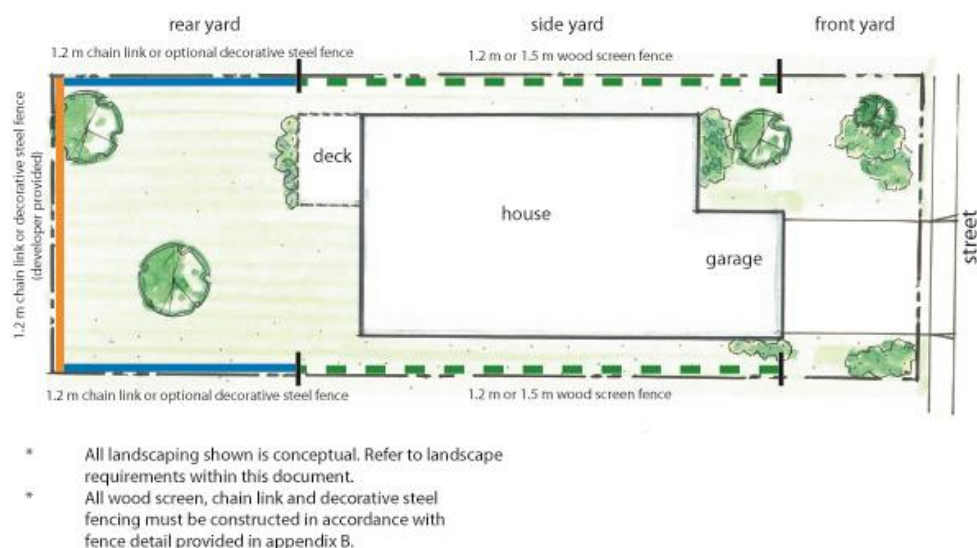 rear yard
side yard
front yard
1.2 m chain link or optional decorative steel fence
1.2 m or 1.5 m wood screen fence
1.2 m chain link or decorative steel fence
(developer provided)
deck
house
garage
street
1.2 m chain link or optional decorative steel fence
1.2 m or 1.5 m wood screen fence
* All landscaping shown is conceptual. Refer to landscape
requirements within this document.
* All wood screen, chain link and decorative steel
fencing must be constructed in accordance with
fence detail provided in appendix B.